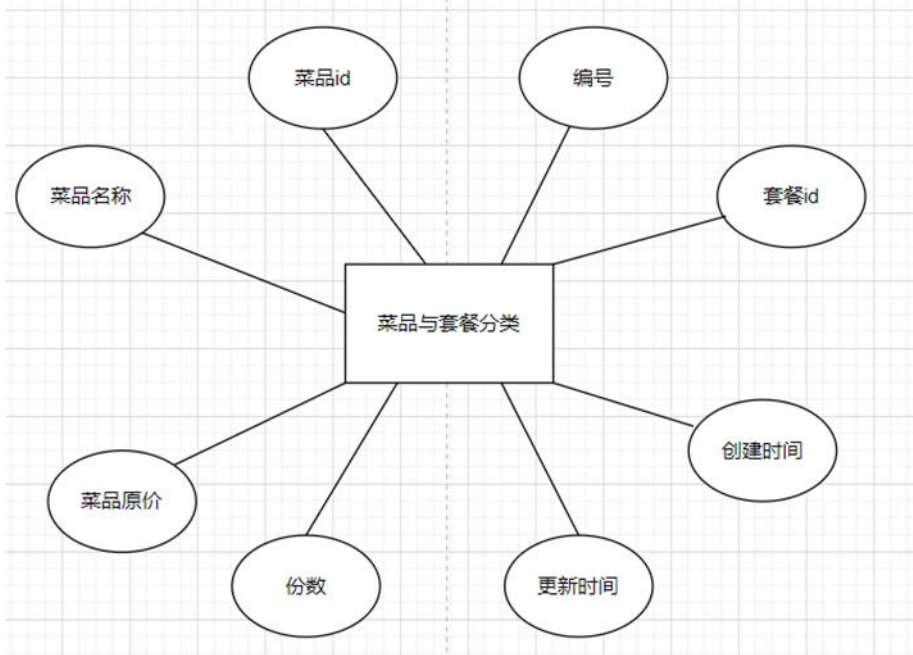 菜品id
编号
菜品名称
套餐id
菜品与套餐分类
创建时间
菜品原价
份数
更新时间